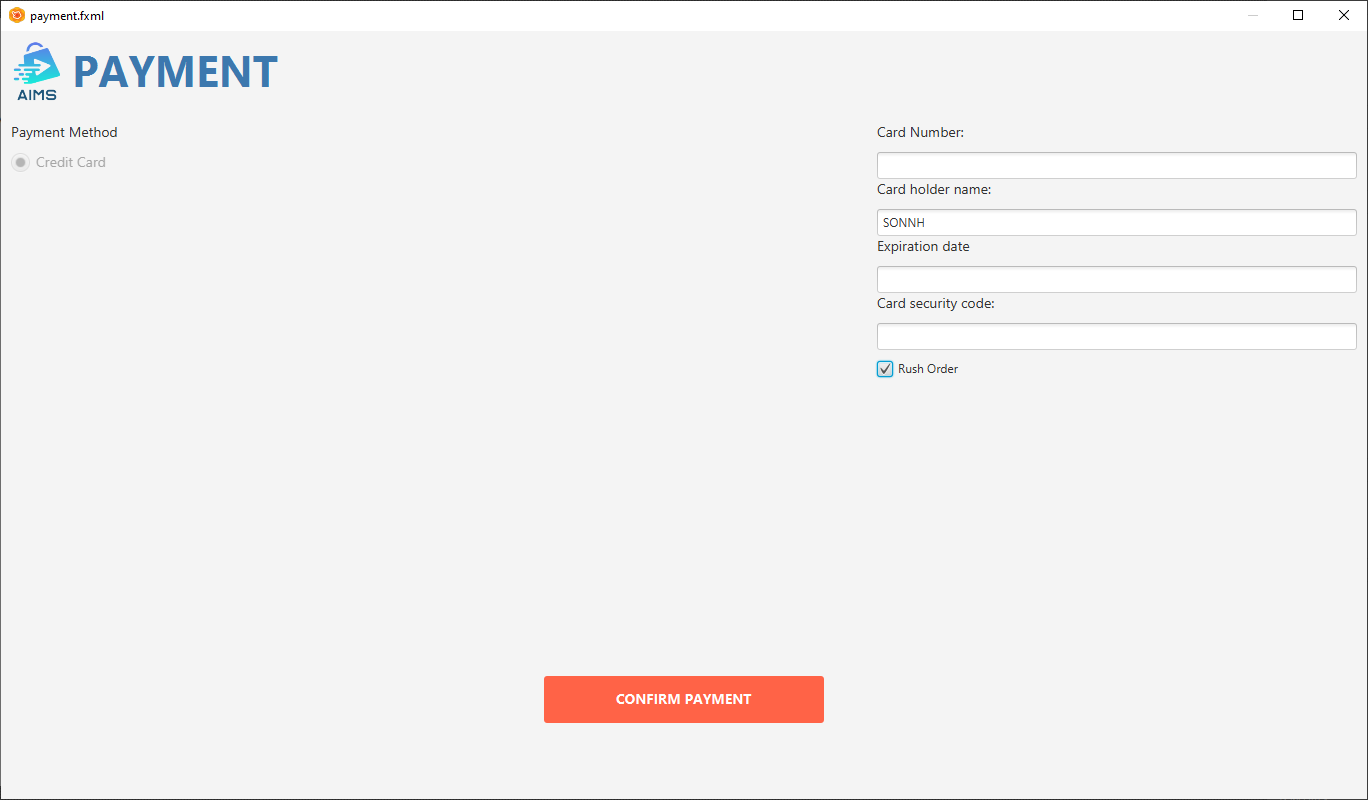 payment.fxml
AIMS
PAYMENT
Payment Method
Credit Card
Card Number:
Card holder name:
SONNH
Expiration date
Card security code:
Rush Order
CONFIRM PAYMENT